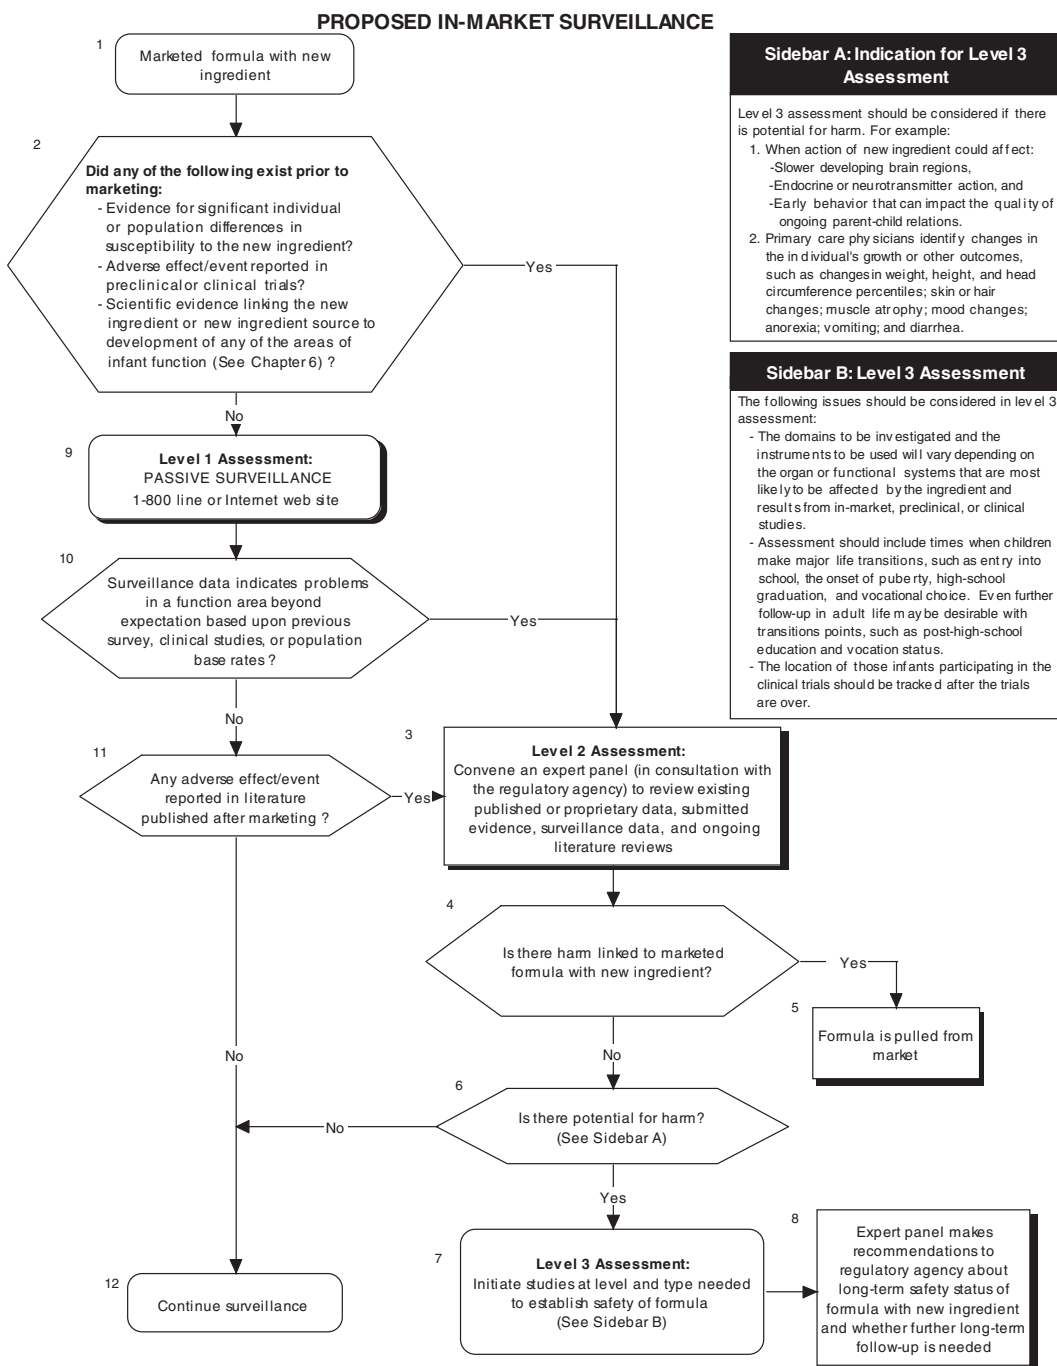 PROPOSED IN-MARKET SURVEILLANCE
1
Marketed formula with new
ingredient
2
Did any of the following exist prior to
marketing:
- Evidence for significant individual
or population differences in
susceptibility to the new ingredient?
- Adverse effect/event reported in
preclinical or clinical trials?
- Scientific evidence linking the new
ingredient or new ingredient source to
development of any of the areas of
infant function (See Chapter 6) ?
Yes
No
9
Level 1 Assessment:
PASSIVE SURVEILLANCE
1-800 line or Internet web site
10
Surveillance data indicates problems
in a function area beyond
expectation based upon previous
survey, clinical studies, or population
base rates ?
Yes
No
11
Any adverse effect/event
reported in literature
published after marketing ?
Yes
No
3
Level 2 Assessment:
Convene an expert panel (in consultation with
the regulatory agency) to review existing
published or proprietary data, submitted
evidence, surveillance data, and ongoing
literature reviews
4
Is there harm linked to marketed
formula with new ingredient?
Yes
5
Formula is pulled from
market
No
6
Is there potential for harm?
(See Sidebar A)
No
Yes
7
Level 3 Assessment:
Initiate studies at level and type needed
to establish safety of formula
(See Sidebar B)
8
Expert panel makes
recommendations to
regulatory agency about
long-term safety status of
formula with new ingredient
and whether further long-term
follow-up is needed
12
Continue surveillance
Sidebar A: Indication for Level 3
Assessment
Level 3 assessment should be considered if there
is potential for harm. For example:
1. When action of new ingredient could affect:
-Slower developing brain regions,
-Endocrine or neurotransmitter action, and
-Early behavior that can impact the quality of
ongoing parent-child relations.
2. Primary care physicians identify changes in
the individual's growth or other outcomes,
such as changes in weight, height, and head
circumference percentiles; skin or hair
changes; muscle atrophy; mood changes;
anorexia; vomiting; and diarrhea.
Sidebar B: Level 3 Assessment
The following issues should be considered in level 3
assessment:
- The domains to be investigated and the
instruments to be used will vary depending on
the organ or functional systems that are most
likely to be affected by the ingredient and
results from in-market, preclinical, or clinical
studies.
- Assessment should include times when children
make major life transitions, such as entry into
school, the onset of puberty, high-school
graduation, and vocational choice. Even further
follow-up in adult life may be desirable with
transitions points, such as post-high-school
education and vocation status.
- The location of those infants participating in the
clinical trials should be tracked after the trials
are over.